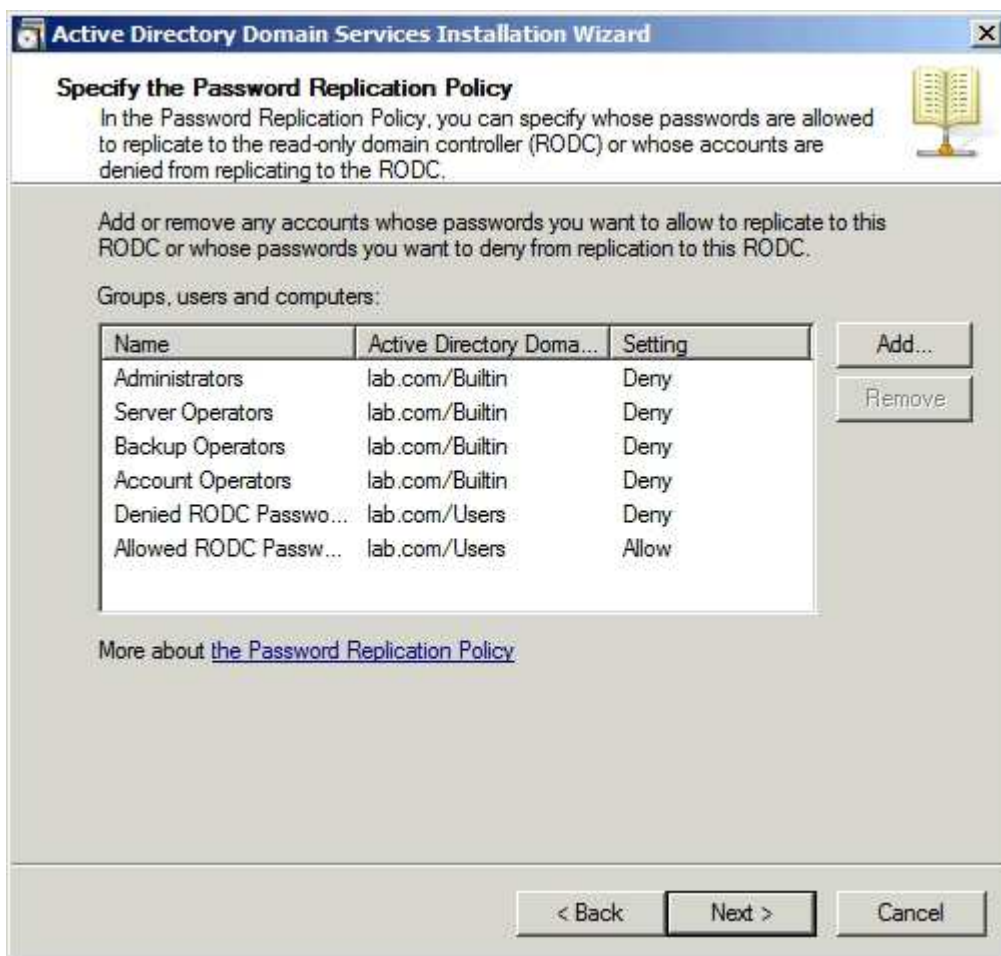 Active Directory Domain Services Installation Wizard
Specify the Password Replication Policy
In the Password Replication Policy, you can specify whose passwords are allowed
to replicate to the read-only domain controller (RODC) or whose accounts are
denied from replicating to the RODC.
Add or remove any accounts whose passwords you want to allow to replicate to this
RODC or whose passwords you want to deny from replication to this RODC.
Groups, users and computers:
Name Active Directory Doma... Setting Add...
Administrators lab.com/Builtin Deny Remove
Server Operators lab.com/Builtin Deny
Backup Operators lab.com/Builtin Deny
Account Operators lab.com/Builtin Deny
Denied RODC Passwo... lab.com/Users Deny
Allowed RODC Passw... lab.com/Users Allow
More about the Password Replication Policy
< Back Next > Cancel